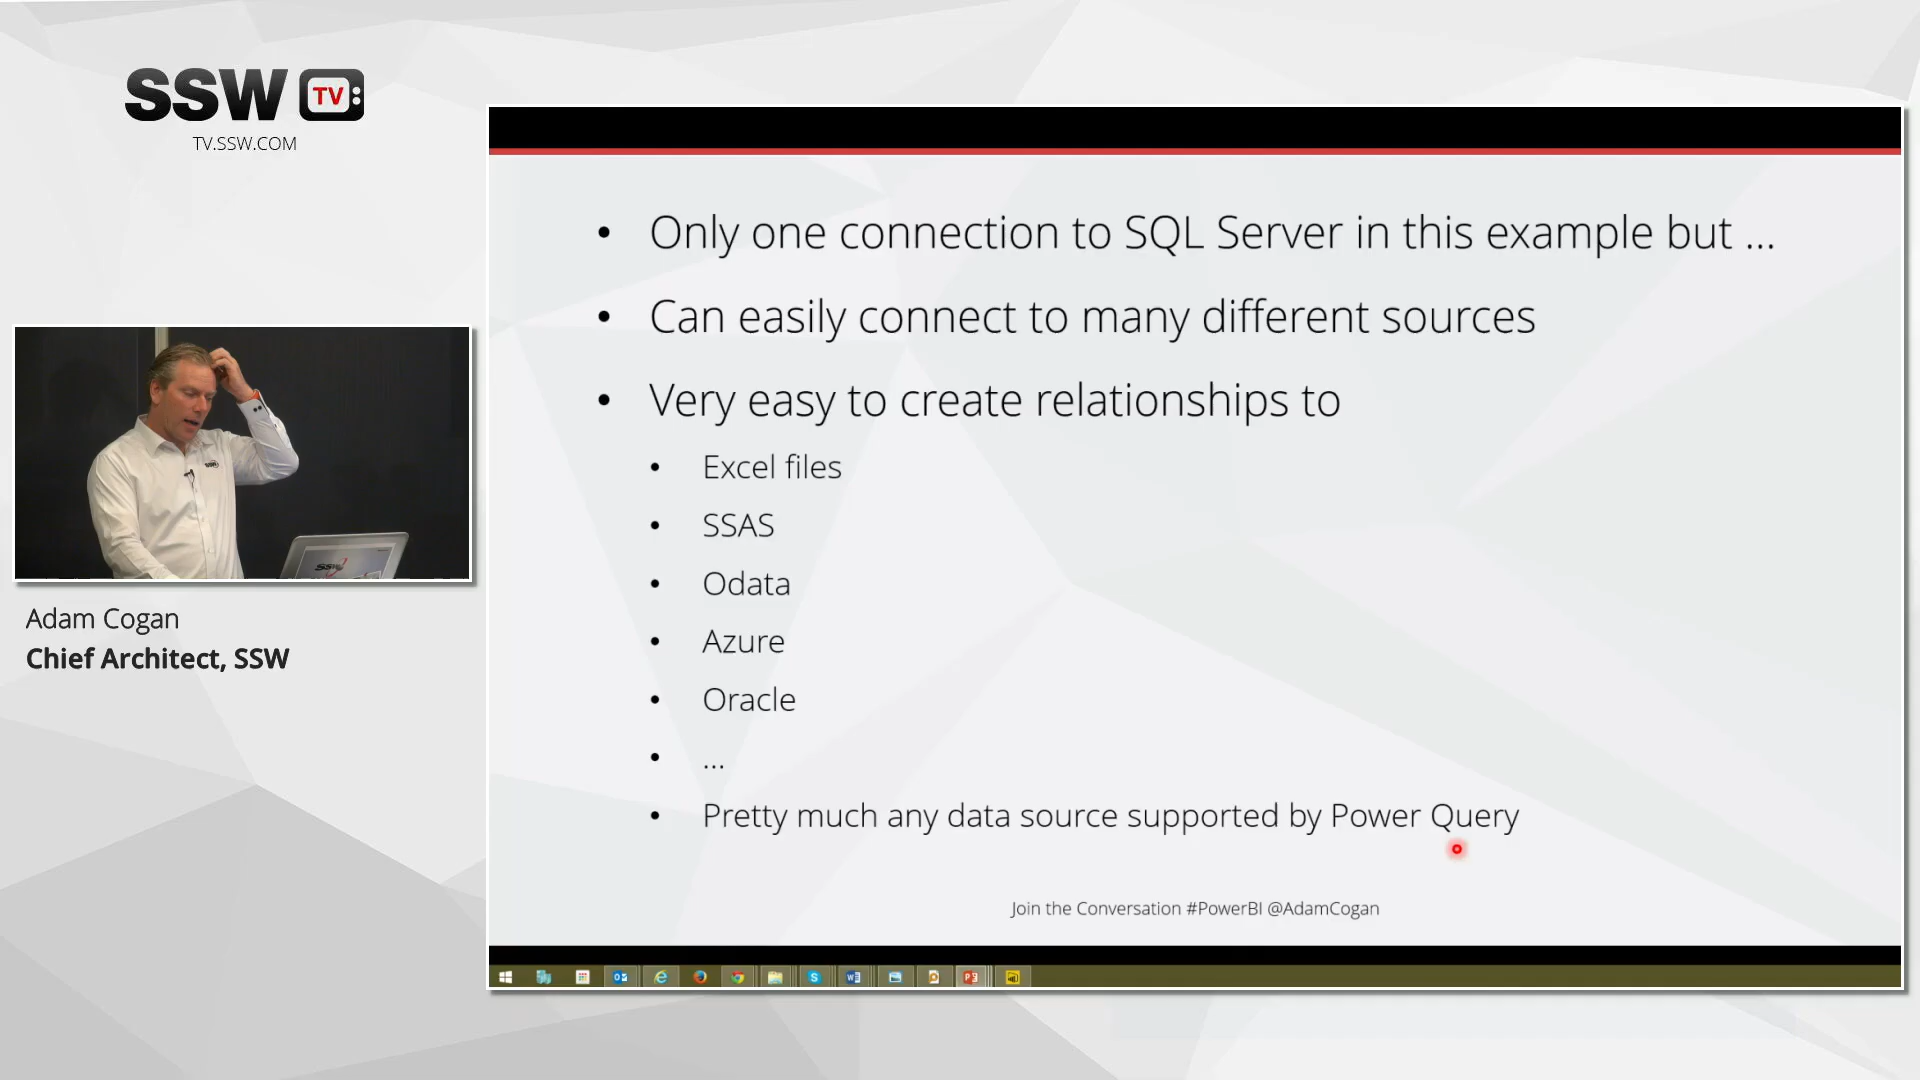 SSW TV:
TV.SSW.COM
• Only one connection to SQL Server in this example but ...
• Can easily connect to many different sources
• Very easy to create relationships to
• Excel files
• SSAS
• Odata
• Azure
• Oracle
• ...
• Pretty much any data source supported by Power Query
Join the Conversation #PowerBI @AdamCogan
SSW
SSW
Adam Cogan
Chief Architect, SSW